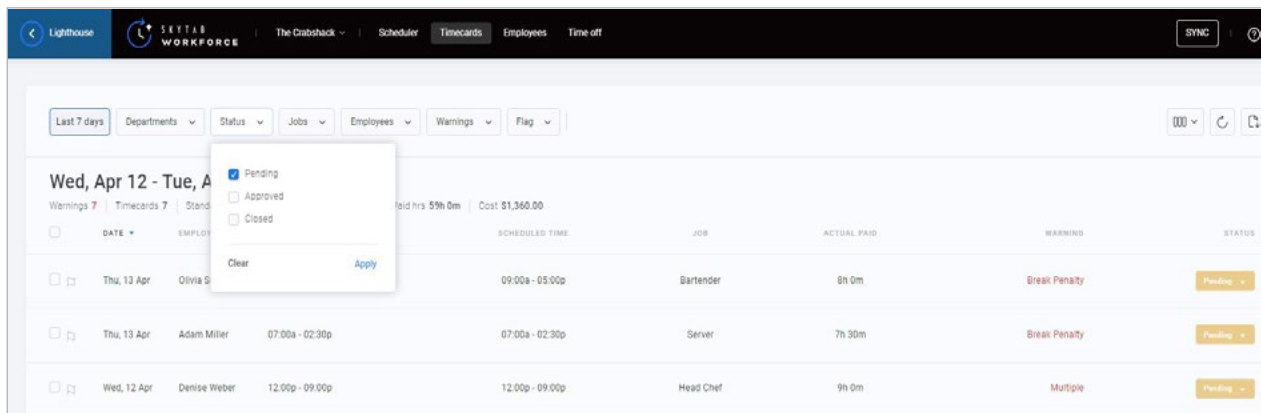 Lighthouse SKYTAB WORKFORCE The Crabshack Scheduler Timecards Employees Time off SYNC
Last 7 days Departments Status Jobs Employees Warnings Flag
Pending
Wed, Apr 12 - Tue, A
Approved
Warnings 7 Timecards 7 Stand Paid hrs 59h 0m Cost $1,360.00
Closed
DATE EMPLOY SCHEDULED TIME JOB ACTUAL PAID WARNING STATUS
Clear Apply
Thu, 13 Apr Olivia S 09:00a - 05:00p Bartender 8h 0m Break Penalty Pending
Thu, 13 Apr Adam Miller 07:00a - 02:30p 07:00a - 02:30p Server 7h 30m Break Penalty Pending
Wed, 12 Apr Denise Weber 12:00p - 09:00p 12:00p - 09:00p Head Chef 9h 0m Multiple Pending